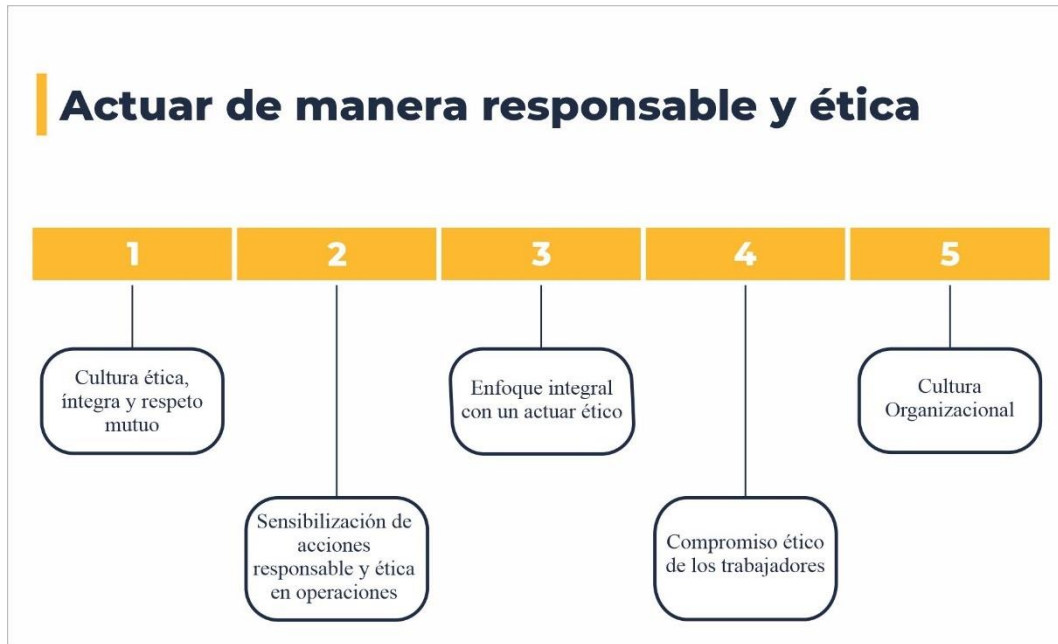 Actuar de manera responsable y ética
1
2
3
4
5
Cultura ética,
íntegra y respeto
mutuo
Sensibilización de
acciones
responsable y ética
en operaciones
Enfoque integral
con un actuar ético
Compromiso ético
de los trabajadores
Cultura
Organizacional